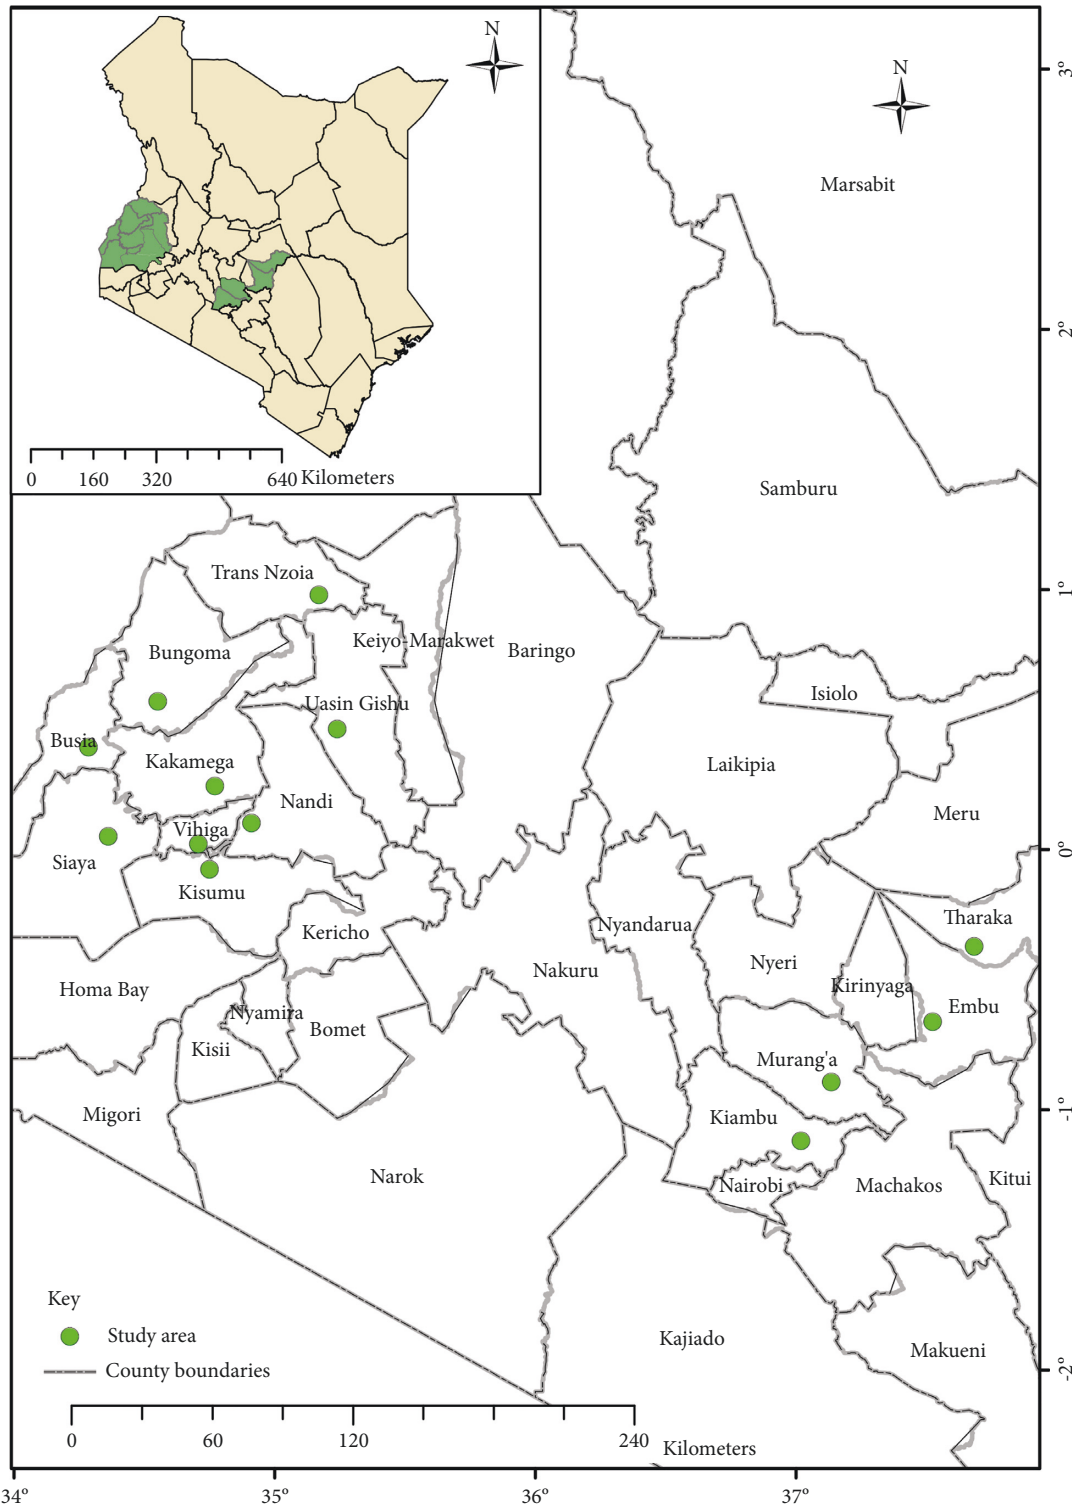 N
0 160 320 640 Kilometers
N
3°
Marsabit
2°
Samburu
Trans Nzoia
1°
Keiyo-Marakwet
Bungoma
Baringo
Isiolo
Uasin Gishu
Busia
Kakamega
Laikipia
Nandi
Meru
Vihiga
0°
Siaya
Kisumu
Tharaka
Nyandarua
Kericho
Nyeri
Nakuru
Kirinyaga
Homa Bay
Embu
Nyamira
Bomet
Kisii
Murang'a
Migori
Kiambu
-1°
Narok
Kitui
Nairobi
Machakos
Key
Study area
Kajiado
Makueni
County boundaries
-2°
0 60 120 240
Kilometers
34° 35° 36° 37°